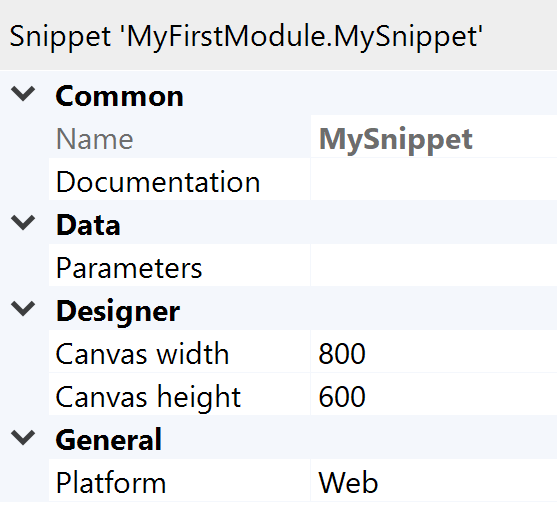 Snippet 'MyFirstModule.MySnippet'
Common
Name MySnippet
Documentation
Data
Parameters
Designer
Canvas width 800
Canvas height 600
General
Platform Web